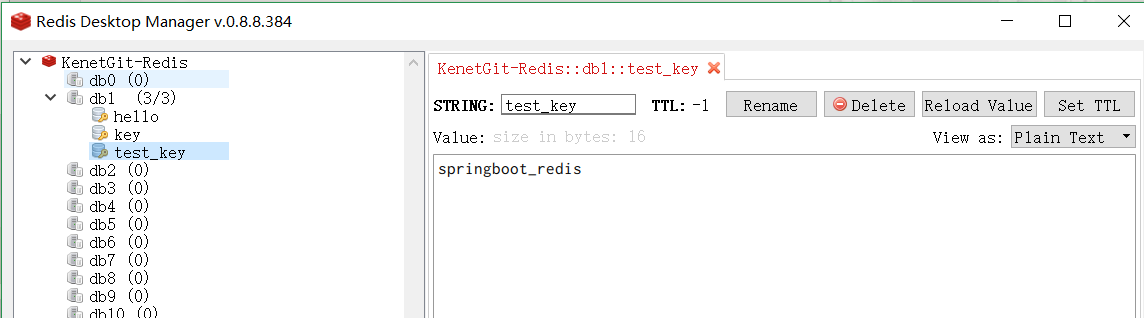 Redis Desktop Manager v.0.8.8.384
KenetGit-Redis
db0 (0)
db1 (3/3)
hello
key
test_key
db2 (0)
db3 (0)
db4 (0)
db5 (0)
db6 (0)
db7 (0)
db8 (0)
db9 (0)
db10 (0)
KenetGit-Redis::db1::test_key
STRING: test_key TTL: -1 Rename Delete Reload Value Set TTL
Value: size in bytes: 16 View as: Plain Text
springboot_redis